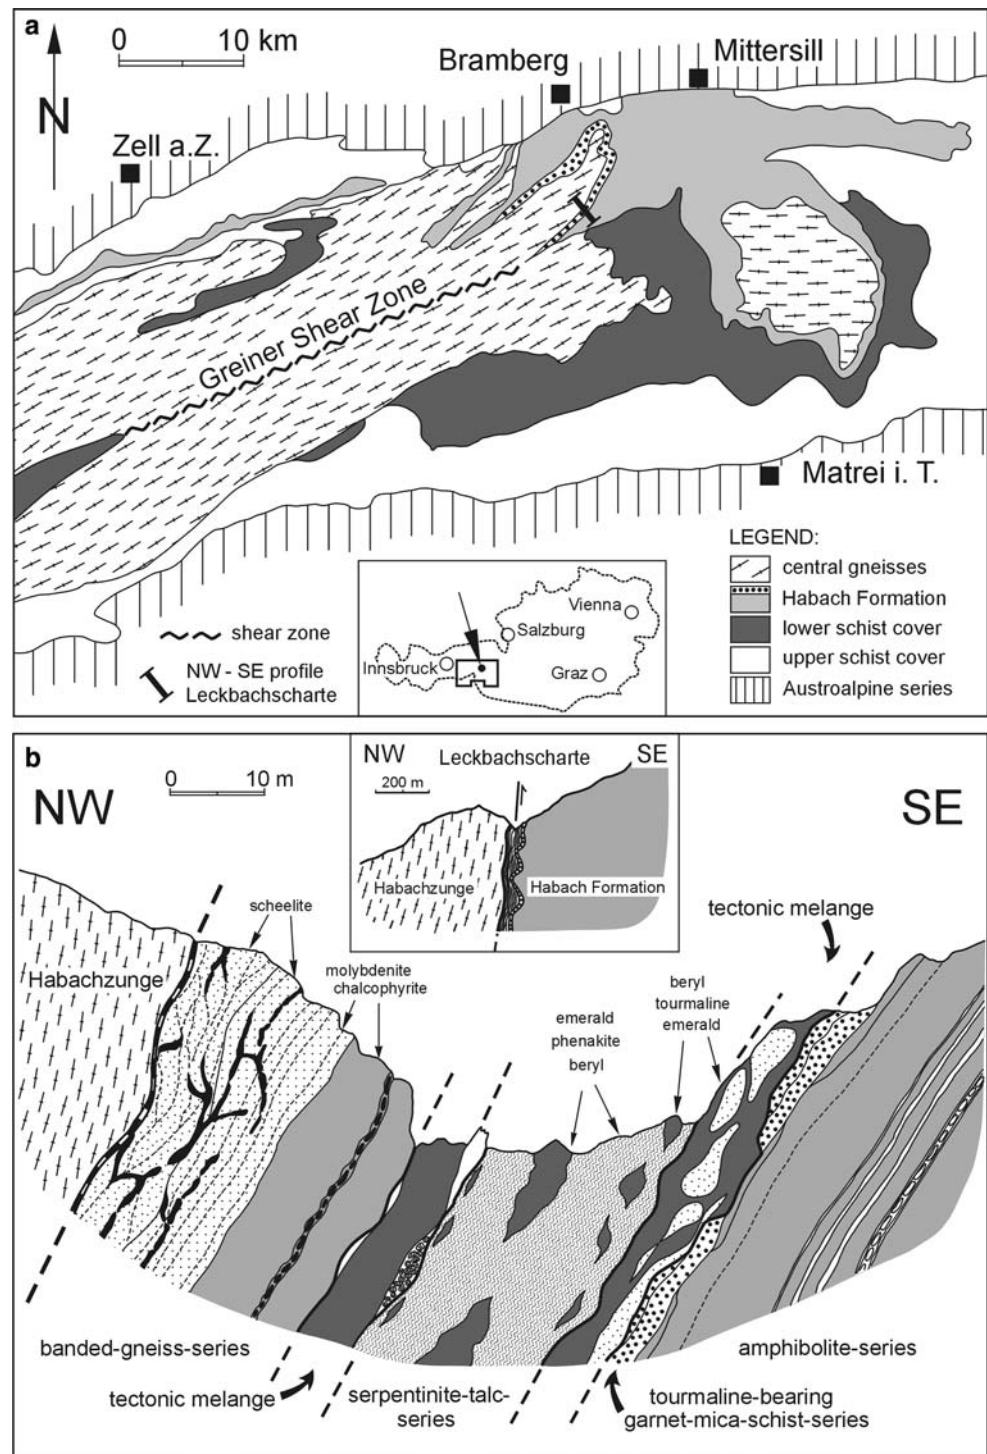 a
0 10 km
N
Zell a.Z.
Bramberg
Mittersill
Greiner Shear Zone
Matrei i. T.
LEGEND:
central gneisses
Habach Formation
lower schist cover
upper schist cover
Austroalpine series
shear zone
NW - SE profile
Leckbachscharte
Innsbruck
Salzburg
Vienna
Graz
b
0 10 m
NW
SE
NW
SE
Leckbachscharte
200 m
Habachzunge
Habach Formation
tectonic melange
scheelite
Habachzunge
molybdenite
chalcophyrite
emerald
phenakite
beryl
beryl
tourmaline
emerald
banded-gneiss-series
tectonic melange
serpentinite-talc-
series
amphibolite-series
tourmaline-bearing
garnet-mica-schist-series